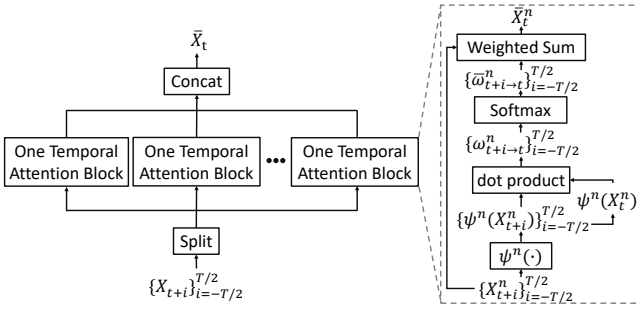 X̄_t
Concat
One Temporal Attention Block
One Temporal Attention Block
•••
One Temporal Attention Block
Split
{X_{t+i}}_{i=-T/2}^{T/2}
X̄_t^n
Weighted Sum
{ω̄_{t+i→t}^n}_{i=-T/2}^{T/2}
Softmax
{ω_{t+i→t}^n}_{i=-T/2}^{T/2}
dot product
ψ^n(X_t^n)
{ψ^n(X_{t+i}^n)}_{i=-T/2}^{T/2}
ψ^n(·)
{X_{t+i}^n}_{i=-T/2}^{T/2}